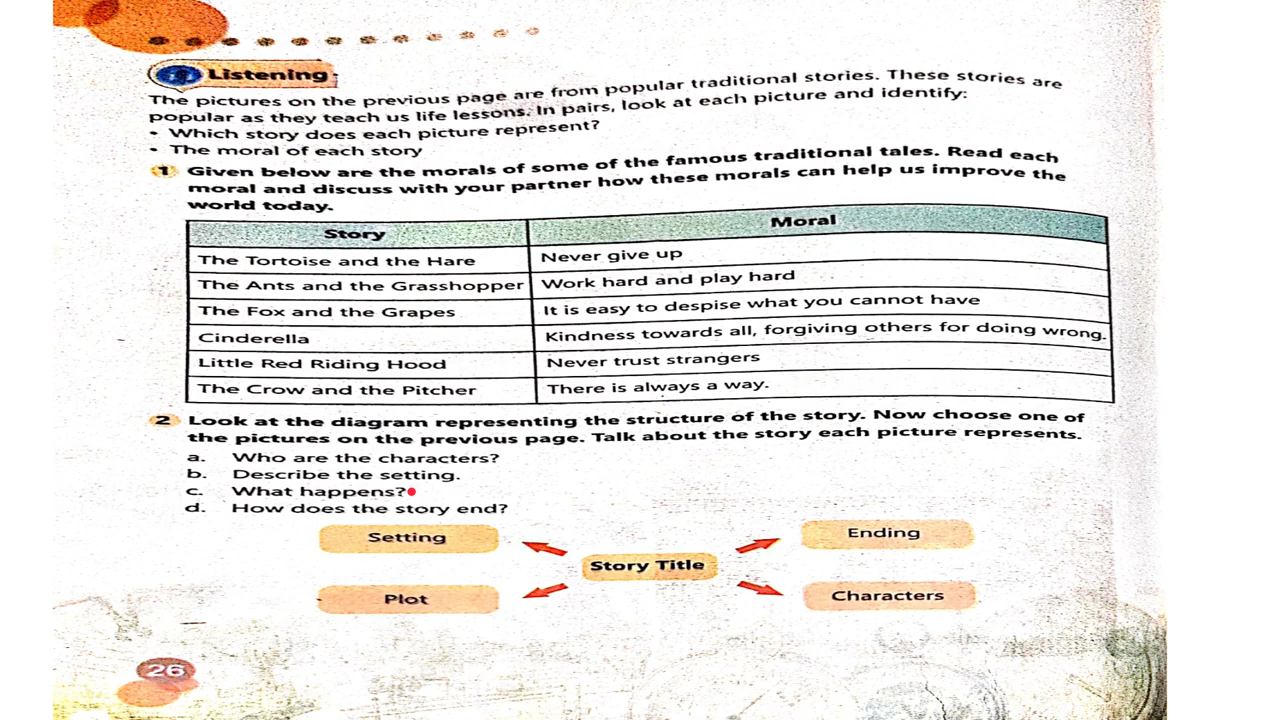 Listening
The pictures on the previous page are from popular traditional stories. These stories are
popular as they teach us life lessons. In pairs, look at each picture and identify:
• Which story does each picture represent?
• The moral of each story
1 Given below are the morals of some of the famous traditional tales. Read each
moral and discuss with your partner how these morals can help us improve the
world today.
Story Moral
The Tortoise and the Hare Never give up
The Ants and the Grasshopper Work hard and play hard
The Fox and the Grapes It is easy to despise what you cannot have
Cinderella Kindness towards all, forgiving others for doing wrong.
Little Red Riding Hood Never trust strangers
The Crow and the Pitcher There is always a way.
2 Look at the diagram representing the structure of the story. Now choose one of
the pictures on the previous page. Talk about the story each picture represents.
a. Who are the characters?
b. Describe the setting.
c. What happens?
d. How does the story end?
Setting Ending
Story Title
Plot Characters
26